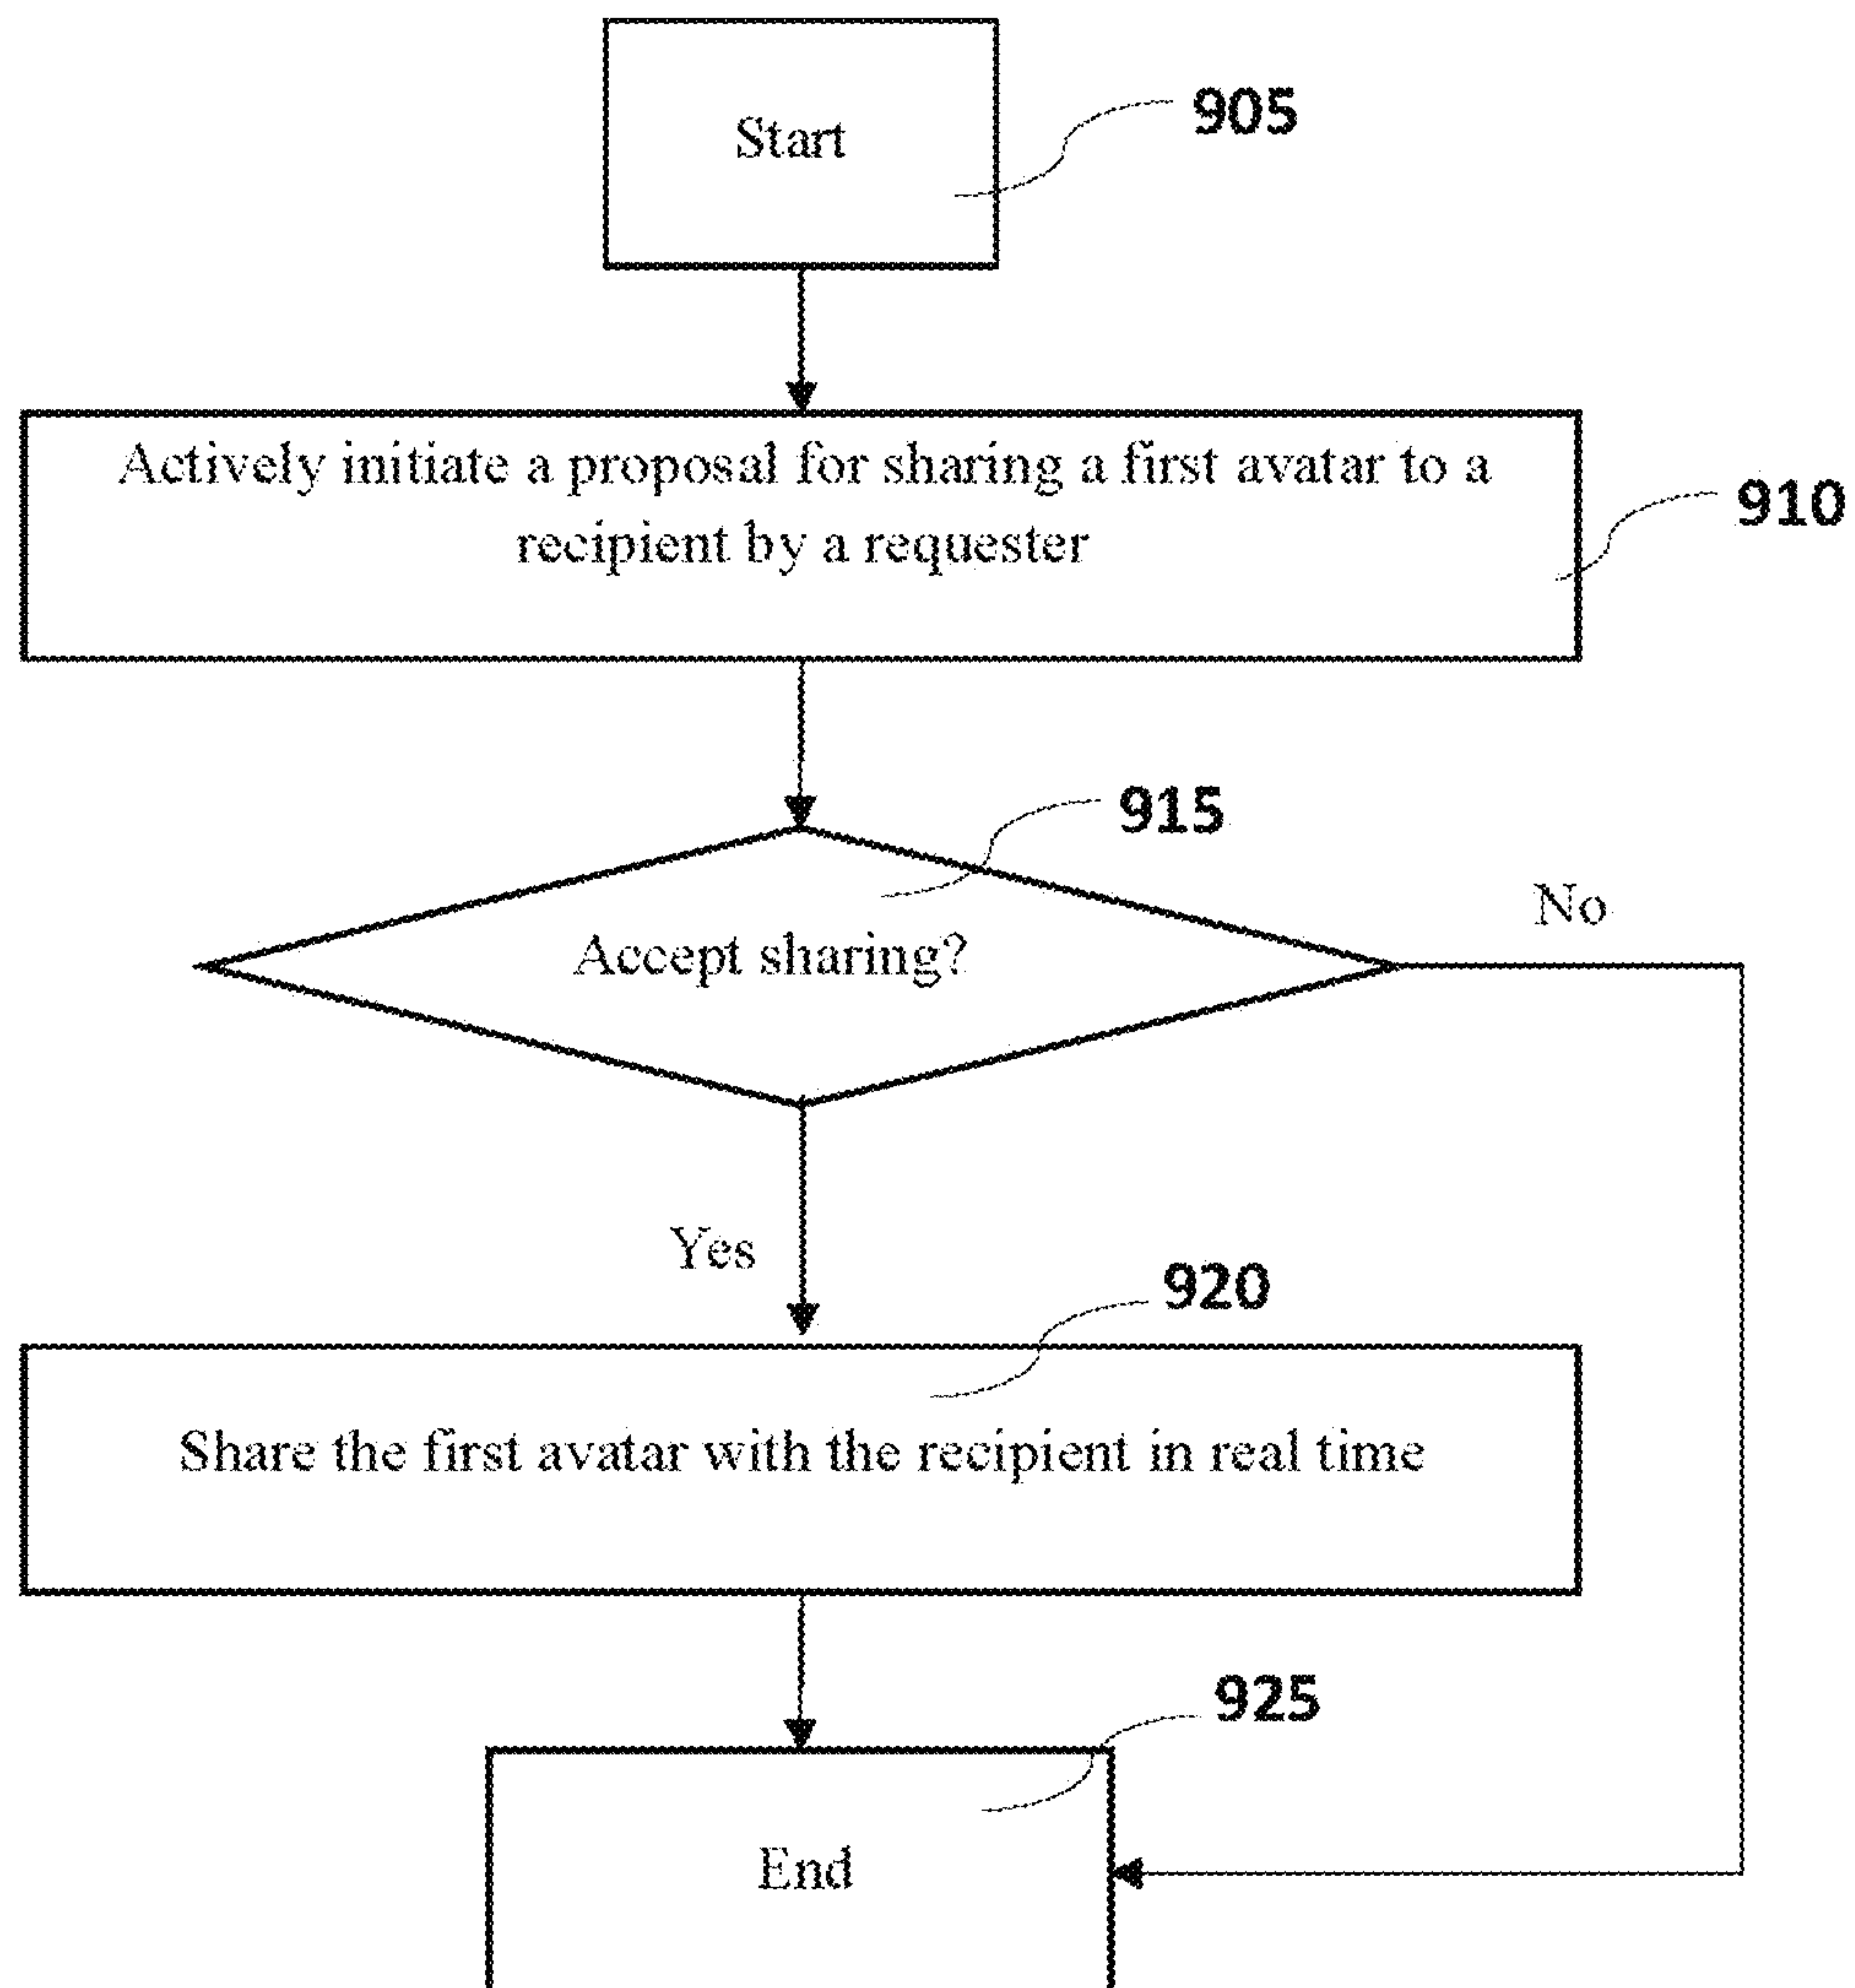 Start
905
Actively initiate a proposal for sharing a first avatar to a
recipient by a requester
910
915
Accept sharing?
No
Yes
920
Share the first avatar with the recipient in real time
925
End